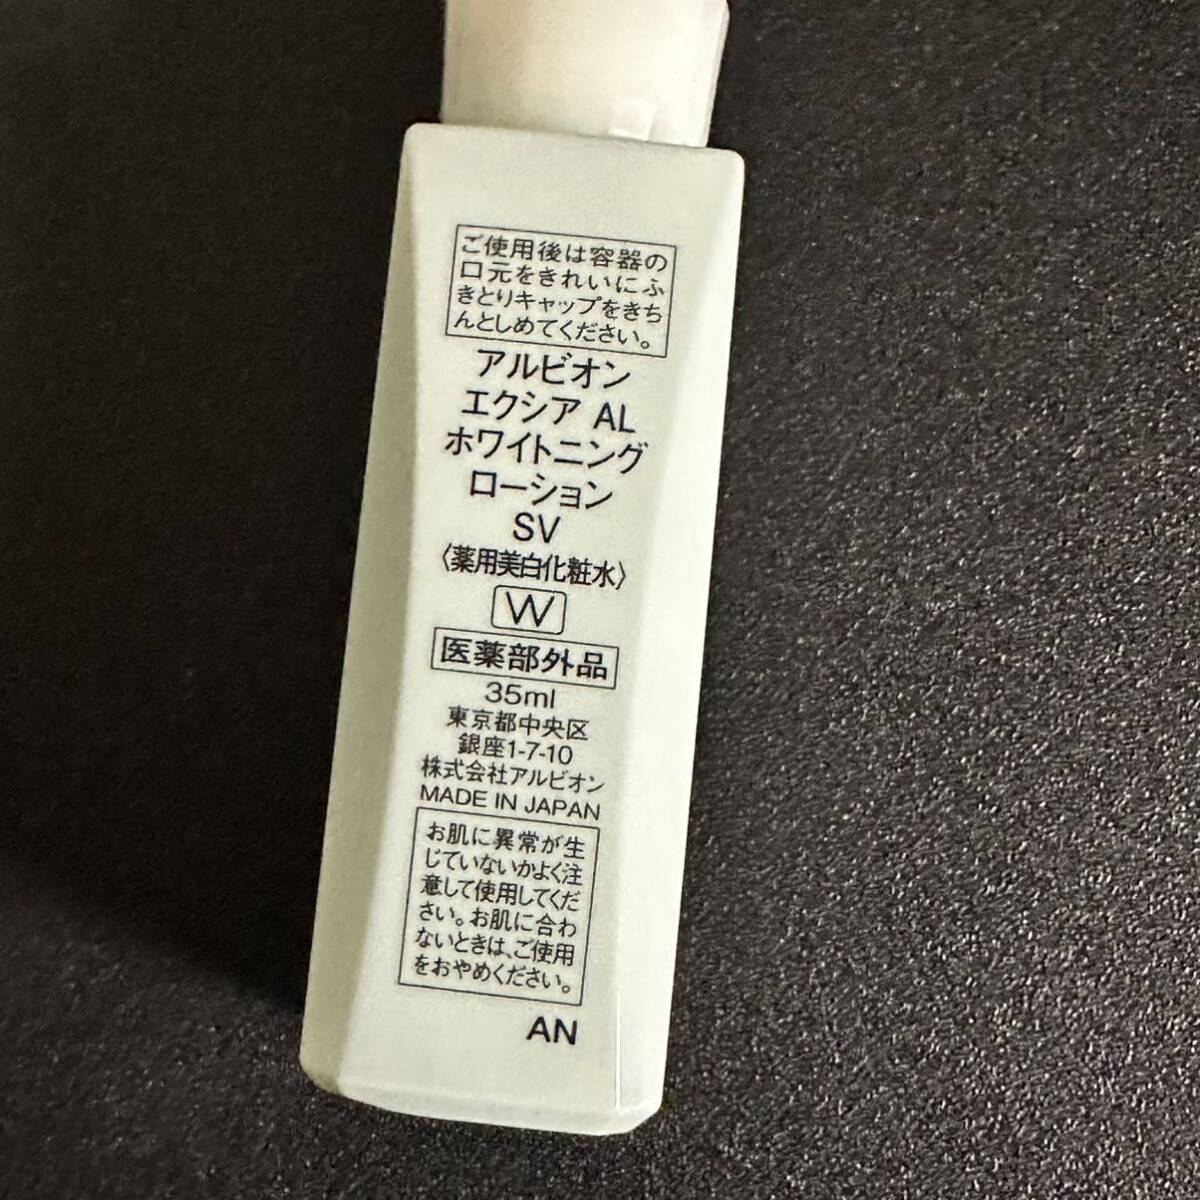 ご使用後は容器の
口元をきれいにふ
きとりキャップをきち
んとしめてください。
アルビオン
エクシア AL
ホワイトニング
ローション
SV
〈薬用美白化粧水〉
W
医薬部外品
35ml
東京都中央区
銀座1-7-10
株式会社アルビオン
MADE IN JAPAN
お肌に異常が生
じていないかよく注
意して使用してくだ
さい。お肌に合わ
ないときは、ご使用
をおやめください。
AN